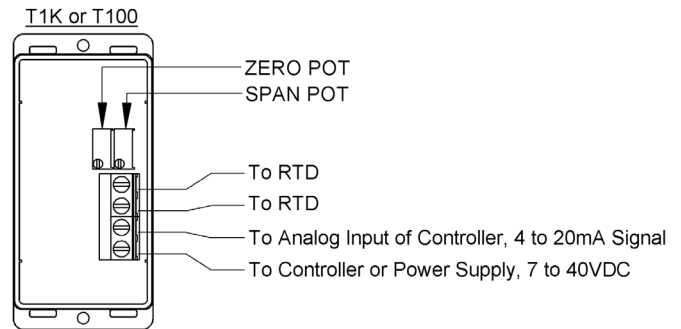 T1K or T100
ZERO POT
SPAN POT
To RTD
To RTD
To Analog Input of Controller, 4 to 20mA Signal
To Controller or Power Supply, 7 to 40VDC